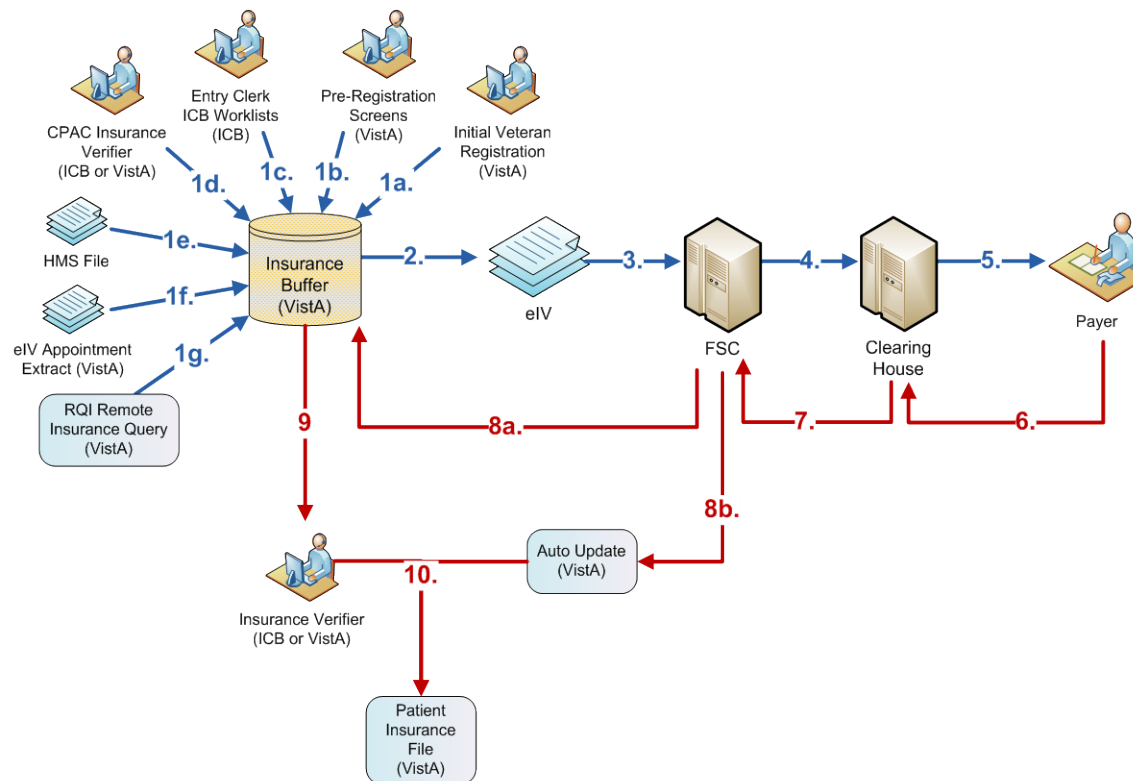 Entry Clerk
ICB Worklists
(ICB)
Pre-Registration
Screens
(VistA)
CPAC Insurance
Verifier
(ICB or VistA)
Initial Veteran
Registration
(VistA)
1d.
1c.
1b.
1a.
HMS File
1e.
eIV Appointment
Extract (VistA)
1f.
RQI Remote
Insurance Query
(VistA)
1g.
Insurance
Buffer
(VistA)
2.
eIV
3.
FSC
4.
Clearing
House
5.
Payer
6.
7.
8a.
8b.
9
Auto Update
(VistA)
10.
Insurance Verifier
(ICB or VistA)
Patient
Insurance
File
(VistA)